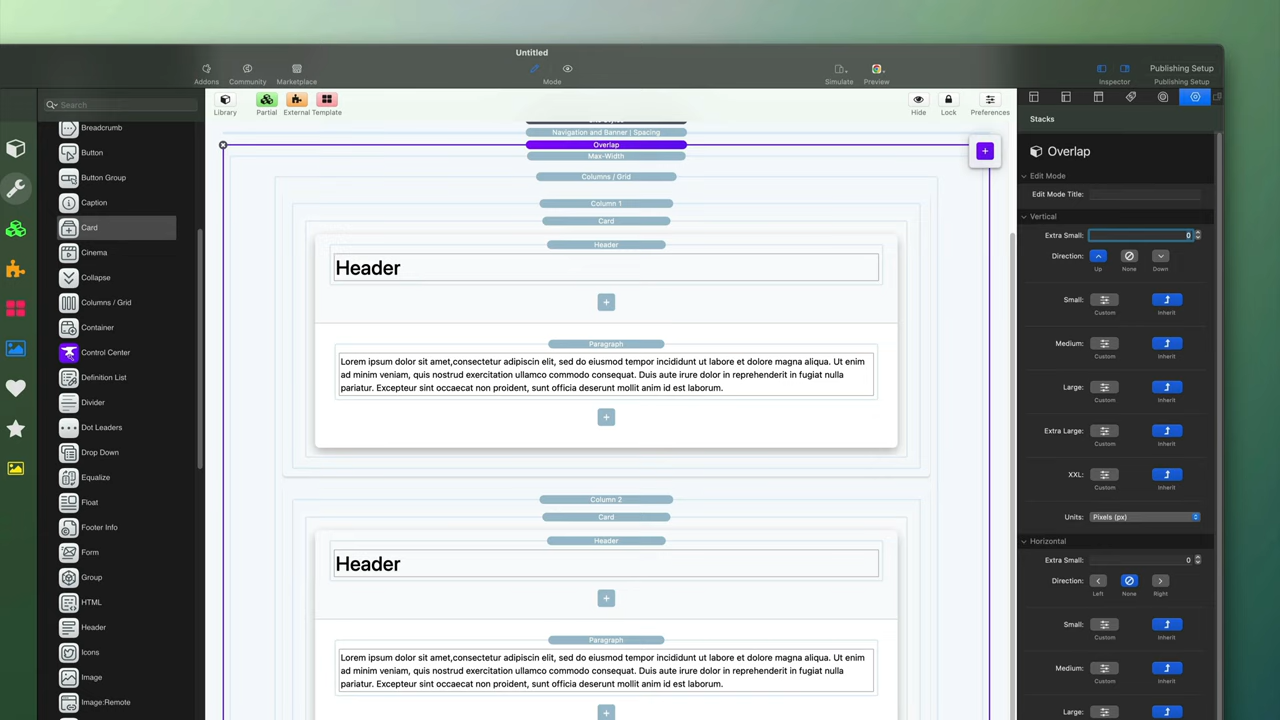 Untitled
Addons
Community
Marketplace
Mode
Simulate
Preview
Inspector
Publishing Setup
Publishing Setup
Search
Library
Partial
External
Template
Hide
Lock
Preferences
Stacks
Breadcrumb
Button
Button Group
Caption
Card
Cinema
Collapse
Columns / Grid
Container
Control Center
Definition List
Divider
Dot Leaders
Drop Down
Equalize
Float
Footer Info
Form
Group
HTML
Header
Icons
Image
Image:Remote
Navigation and Banner | Spacing
Overlap
Max-Width
Columns / Grid
Column 1
Card
Header
Header
Paragraph
Lorem ipsum dolor sit amet,consectetur adipiscin elit, sed do eiusmod tempor incididunt ut labore et dolore magna aliqua. Ut enim
ad minim veniam, quis nostrud exercitation ullamco commodo consequat. Duis aute irure dolor in reprehenderit in fugiat nulla
pariatur. Excepteur sint occaecat non proident, sunt officia deserunt mollit anim id est laborum.
Column 2
Card
Header
Header
Paragraph
Lorem ipsum dolor sit amet,consectetur adipiscin elit, sed do eiusmod tempor incididunt ut labore et dolore magna aliqua. Ut enim
ad minim veniam, quis nostrud exercitation ullamco commodo consequat. Duis aute irure dolor in reprehenderit in fugiat nulla
pariatur. Excepteur sint occaecat non proident, sunt officia deserunt mollit anim id est laborum.
Overlap
Edit Mode
Edit Mode Title:
Vertical
Extra Small: 0
Direction:
Up None Down
Small:
Custom Inherit
Medium:
Custom Inherit
Large:
Custom Inherit
Extra Large:
Custom Inherit
XXL:
Custom Inherit
Units: Pixels (px)
Horizontal
Extra Small: 0
Direction:
Left None Right
Small:
Custom Inherit
Medium:
Custom Inherit
Large: